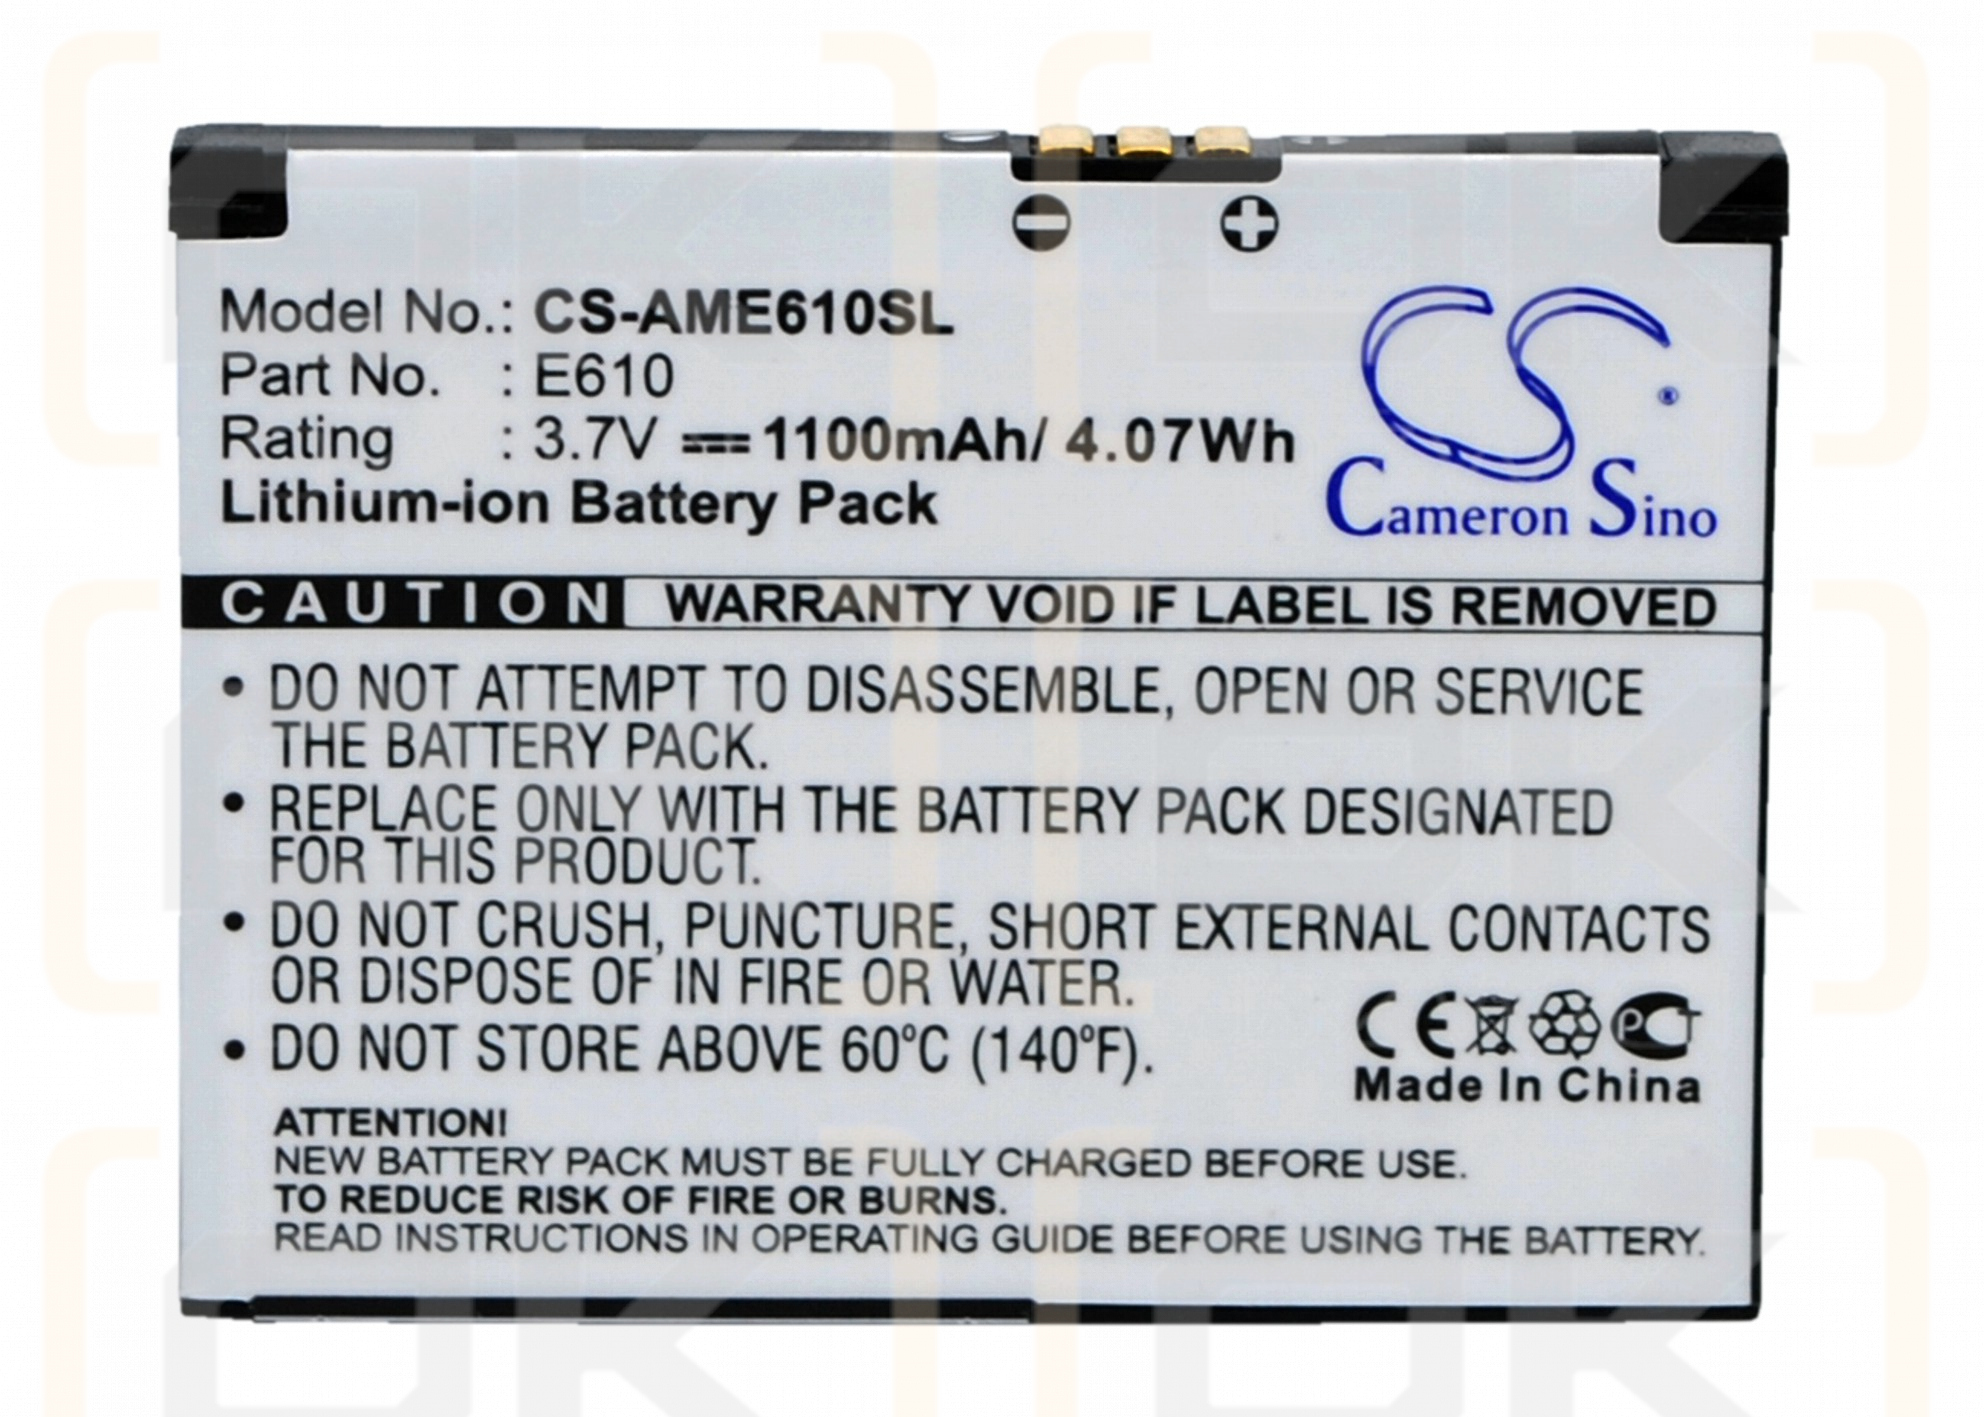 Model No.: CS-AME610SL
Part No. : E610
Rating : 3.7V ⎓ 1100mAh/ 4.07Wh
Lithium-ion Battery Pack
CS ®
Cameron Sino
CAUTION WARRANTY VOID IF LABEL IS REMOVED
• DO NOT ATTEMPT TO DISASSEMBLE, OPEN OR SERVICE
THE BATTERY PACK.
• REPLACE ONLY WITH THE BATTERY PACK DESIGNATED
FOR THIS PRODUCT.
• DO NOT CRUSH, PUNCTURE, SHORT EXTERNAL CONTACTS
OR DISPOSE OF IN FIRE OR WATER.
• DO NOT STORE ABOVE 60°C (140°F).
CE PCT
Made In China
ATTENTION!
NEW BATTERY PACK MUST BE FULLY CHARGED BEFORE USE.
TO REDUCE RISK OF FIRE OR BURNS.
READ INSTRUCTIONS IN OPERATING GUIDE BEFORE USING THE BATTERY.